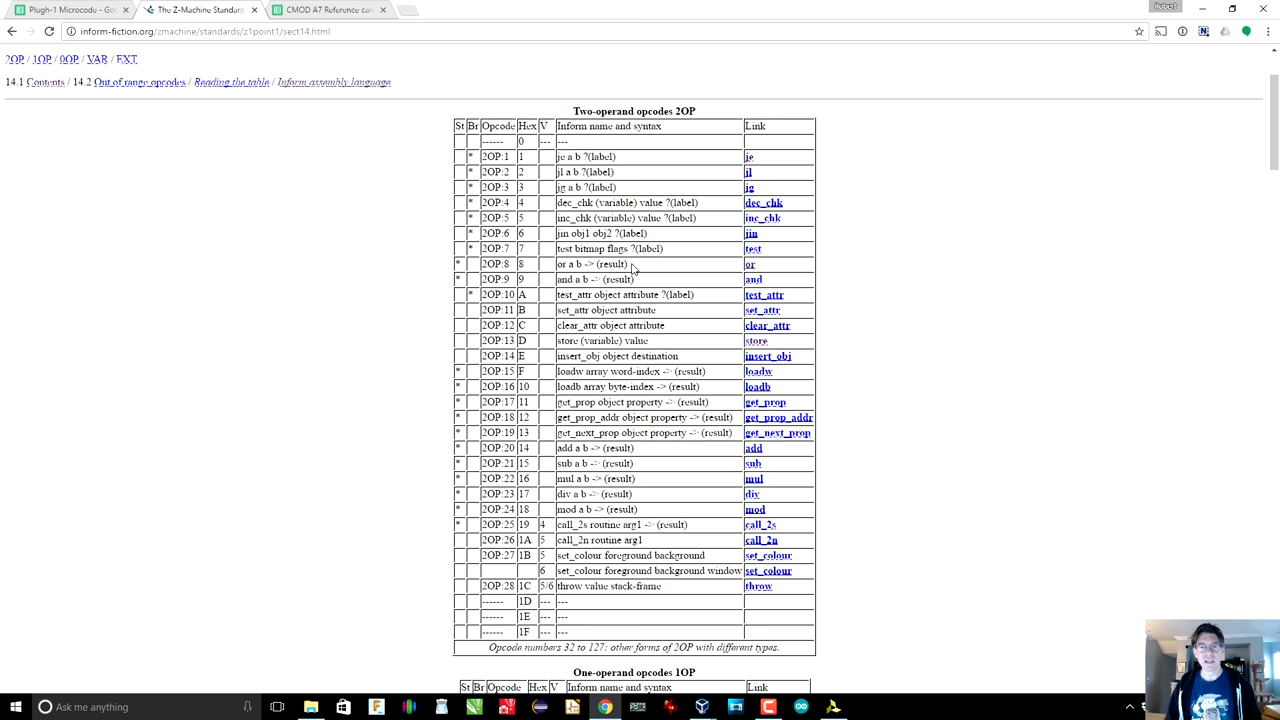 Plugh-1 Microcode - Goo
The Z-Machine Standard
CMOD A7 Reference can
Robert
inform-fiction.org/zmachine/standards/z1point1/sect14.html
2OP / 1OP / 0OP / VAR / EXT
14.1 Contents / 14.2 Out of range opcodes / Reading the table / Inform assembly language
Two-operand opcodes 2OP
St Br Opcode Hex V Inform name and syntax Link
------ 0 --- ---
* 2OP:1 1 je a b ?(label) je
* 2OP:2 2 jl a b ?(label) jl
* 2OP:3 3 jg a b ?(label) jg
* 2OP:4 4 dec_chk (variable) value ?(label) dec_chk
* 2OP:5 5 inc_chk (variable) value ?(label) inc_chk
* 2OP:6 6 jin obj1 obj2 ?(label) jin
* 2OP:7 7 test bitmap flags ?(label) test
* 2OP:8 8 or a b -> (result) or
* 2OP:9 9 and a b -> (result) and
* 2OP:10 A test_attr object attribute ?(label) test_attr
2OP:11 B set_attr object attribute set_attr
2OP:12 C clear_attr object attribute clear_attr
2OP:13 D store (variable) value store
2OP:14 E insert_obj object destination insert_obj
* 2OP:15 F loadw array word-index -> (result) loadw
* 2OP:16 10 loadb array byte-index -> (result) loadb
* 2OP:17 11 get_prop object property -> (result) get_prop
* 2OP:18 12 get_prop_addr object property -> (result) get_prop_addr
* 2OP:19 13 get_next_prop object property -> (result) get_next_prop
* 2OP:20 14 add a b -> (result) add
* 2OP:21 15 sub a b -> (result) sub
* 2OP:22 16 mul a b -> (result) mul
* 2OP:23 17 div a b -> (result) div
* 2OP:24 18 mod a b -> (result) mod
* 2OP:25 19 4 call_2s routine arg1 -> (result) call_2s
2OP:26 1A 5 call_2n routine arg1 call_2n
2OP:27 1B 5 set_colour foreground background set_colour
6 set_colour foreground background window set_colour
2OP:28 1C 5/6 throw value stack-frame throw
------ 1D --- ---
------ 1E --- ---
------ 1F --- ---
Opcode numbers 32 to 127: other forms of 2OP with different types.
One-operand opcodes 1OP
St Br Opcode Hex V Inform name and syntax Link
Ask me anything